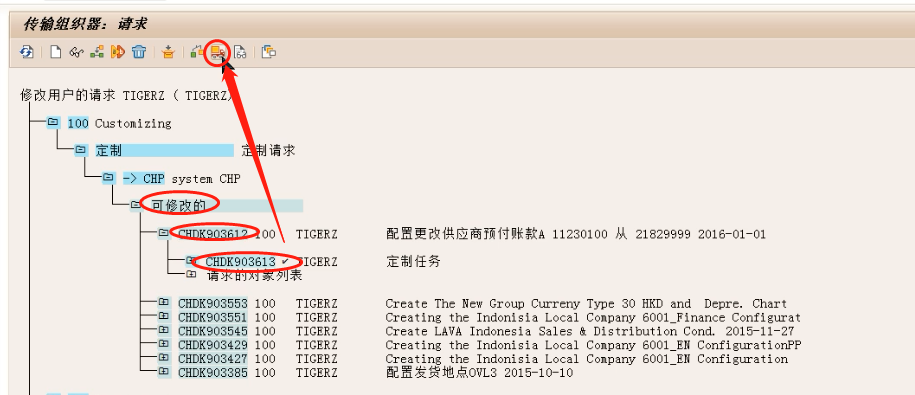 传输组织器: 请求
修改用户的请求 TIGERZ ( TIGERZ)
100 Customizing
定制 定制请求
-> CHP system CHP
可修改的
CHDK903612 100 TIGERZ 配置更改供应商预付账款A 11230100 从 21829999 2016-01-01
CHDK903613 ✓ TIGERZ 定制任务
请求的对象列表
CHDK903553 100 TIGERZ Create The New Group Curreny Type 30 HKD and Depre. Chart
CHDK903551 100 TIGERZ Creating the Indonisia Local Company 6001_Finance Configurat
CHDK903545 100 TIGERZ Create LAVA Indonesia Sales & Distribution Cond. 2015-11-27
CHDK903429 100 TIGERZ Creating the Indonisia Local Company 6001_EN ConfigurationPP
CHDK903427 100 TIGERZ Creating the Indonisia Local Company 6001_EN Configuration
CHDK903385 100 TIGERZ 配置发货地点OVL3 2015-10-10